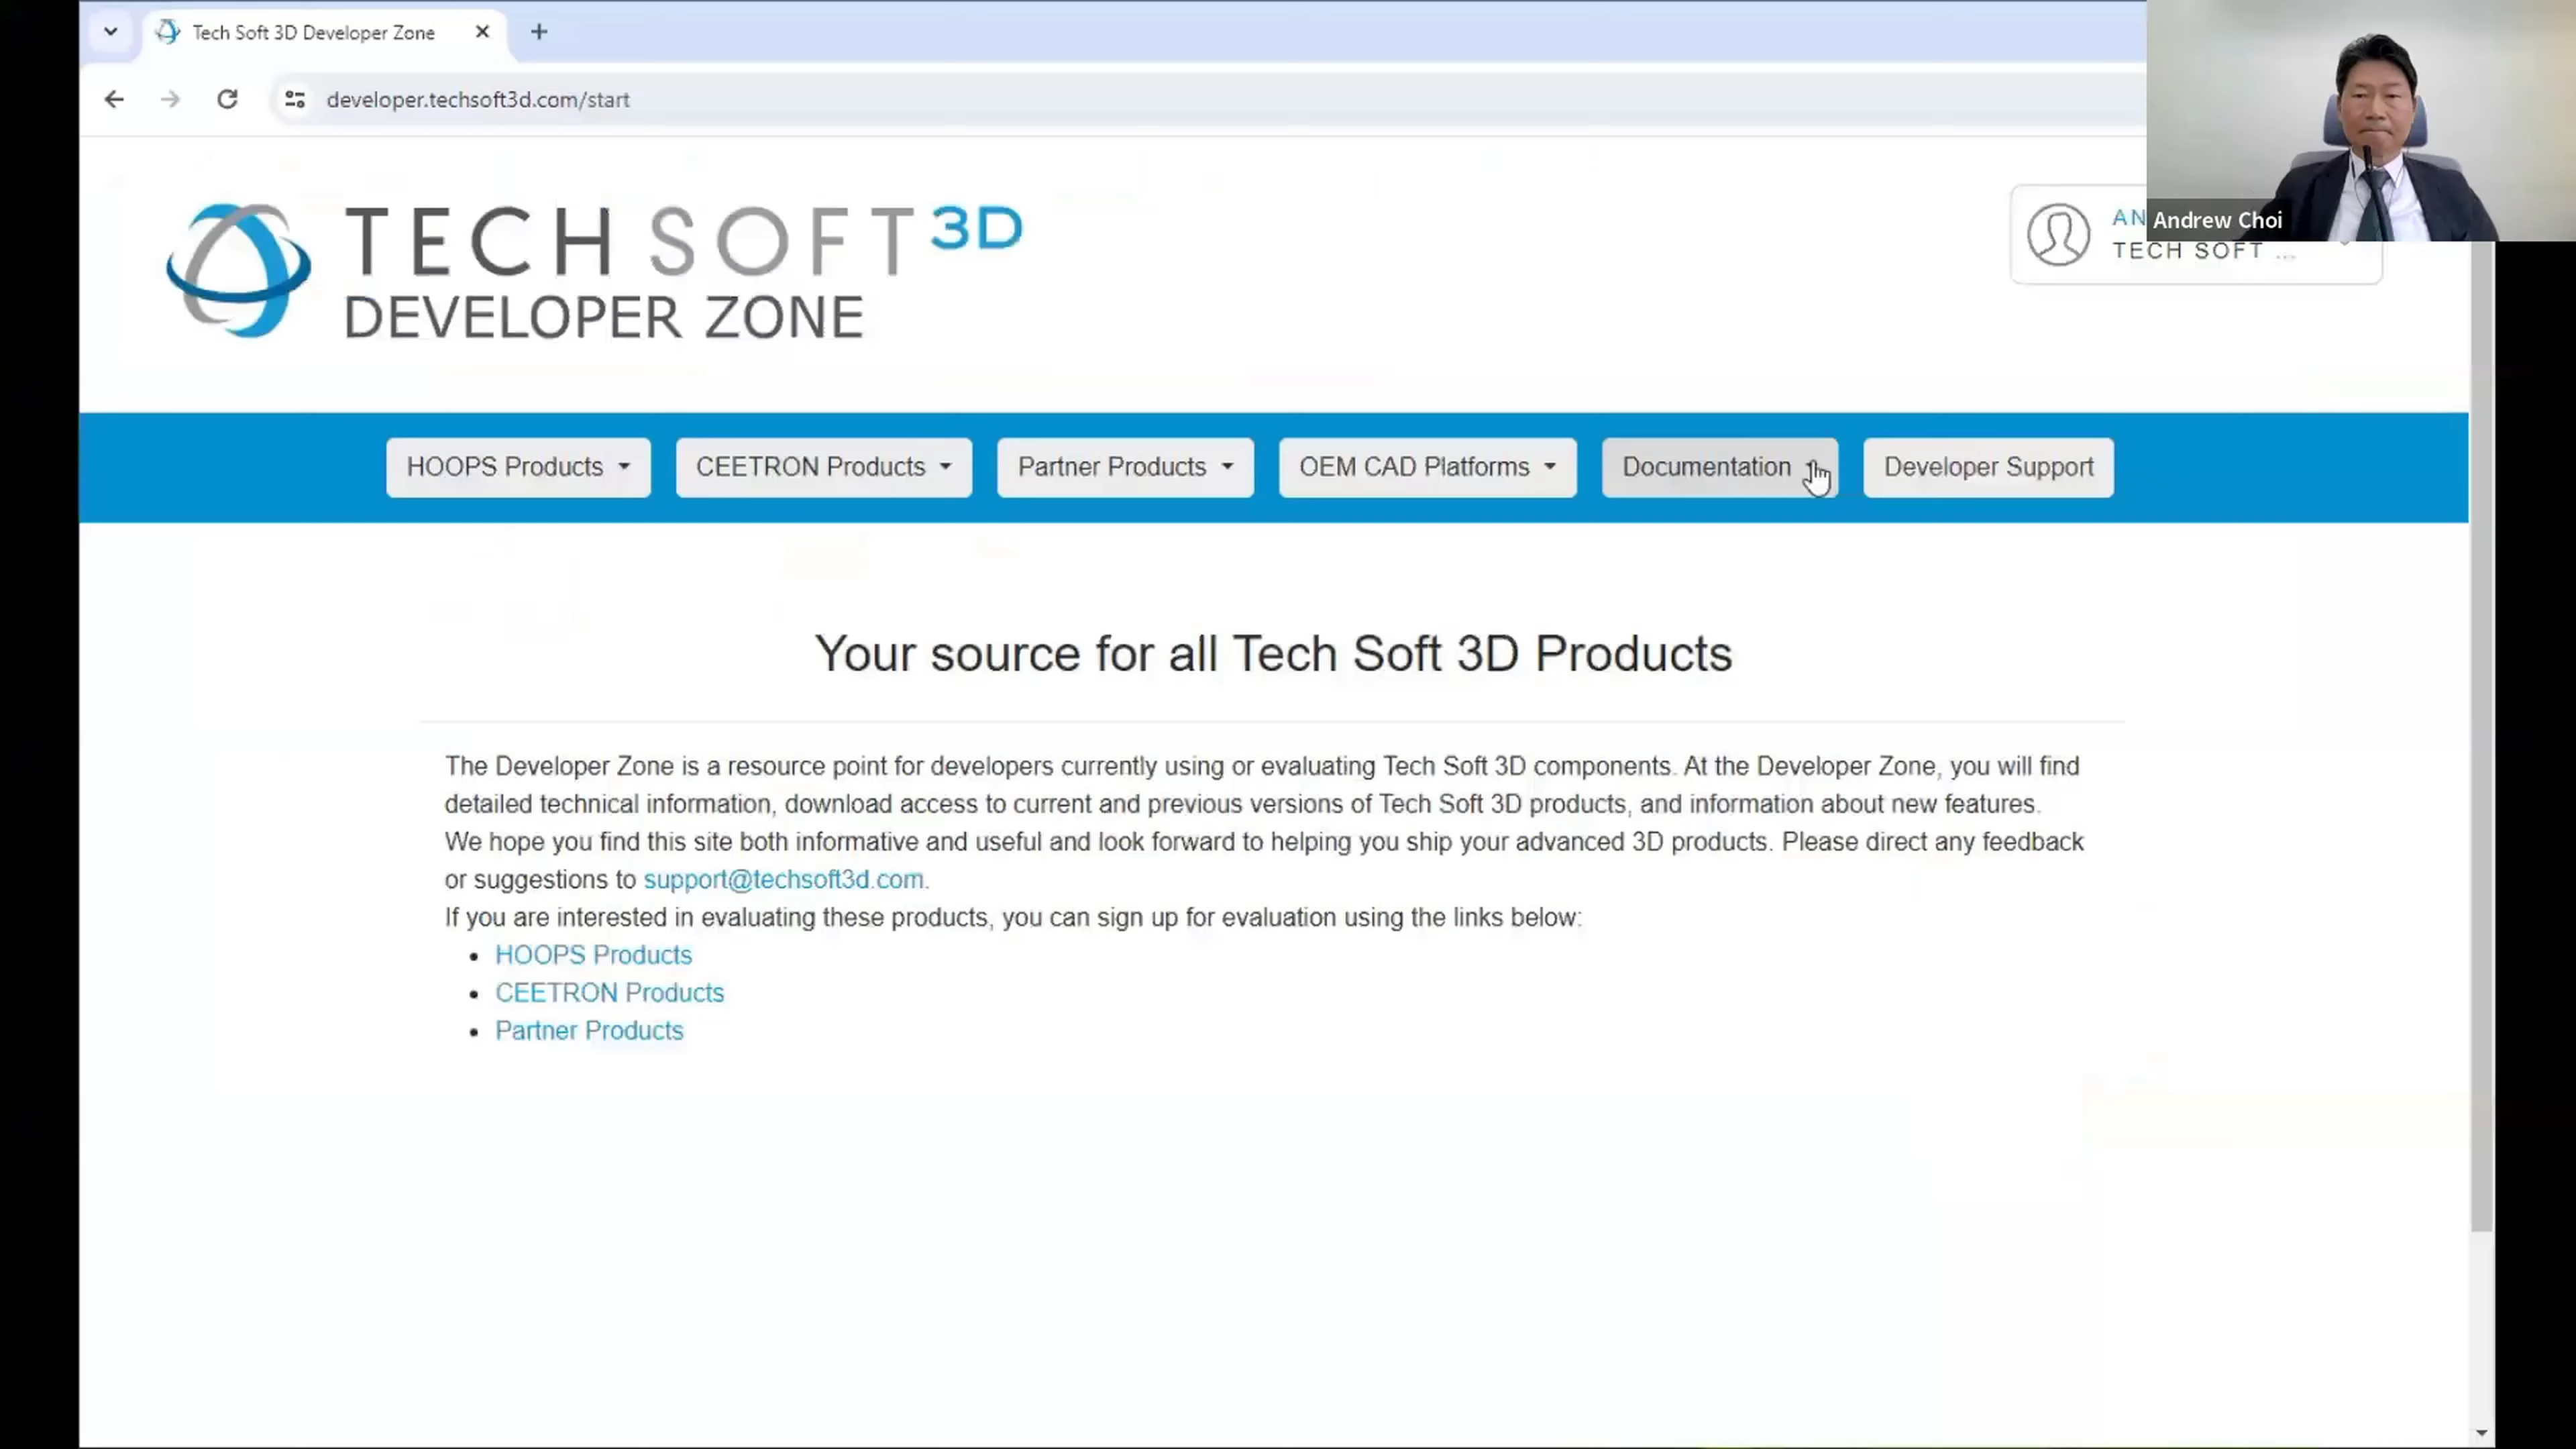 Tech Soft 3D Developer Zone
developer.techsoft3d.com/start
TECH SOFT 3D
DEVELOPER ZONE
AN
TECH SOFT ...
Andrew Choi
HOOPS Products
CEETRON Products
Partner Products
OEM CAD Platforms
Documentation
Developer Support
Your source for all Tech Soft 3D Products
The Developer Zone is a resource point for developers currently using or evaluating Tech Soft 3D components. At the Developer Zone, you will find
detailed technical information, download access to current and previous versions of Tech Soft 3D products, and information about new features.
We hope you find this site both informative and useful and look forward to helping you ship your advanced 3D products. Please direct any feedback
or suggestions to support@techsoft3d.com.
If you are interested in evaluating these products, you can sign up for evaluation using the links below:
• HOOPS Products
• CEETRON Products
• Partner Products